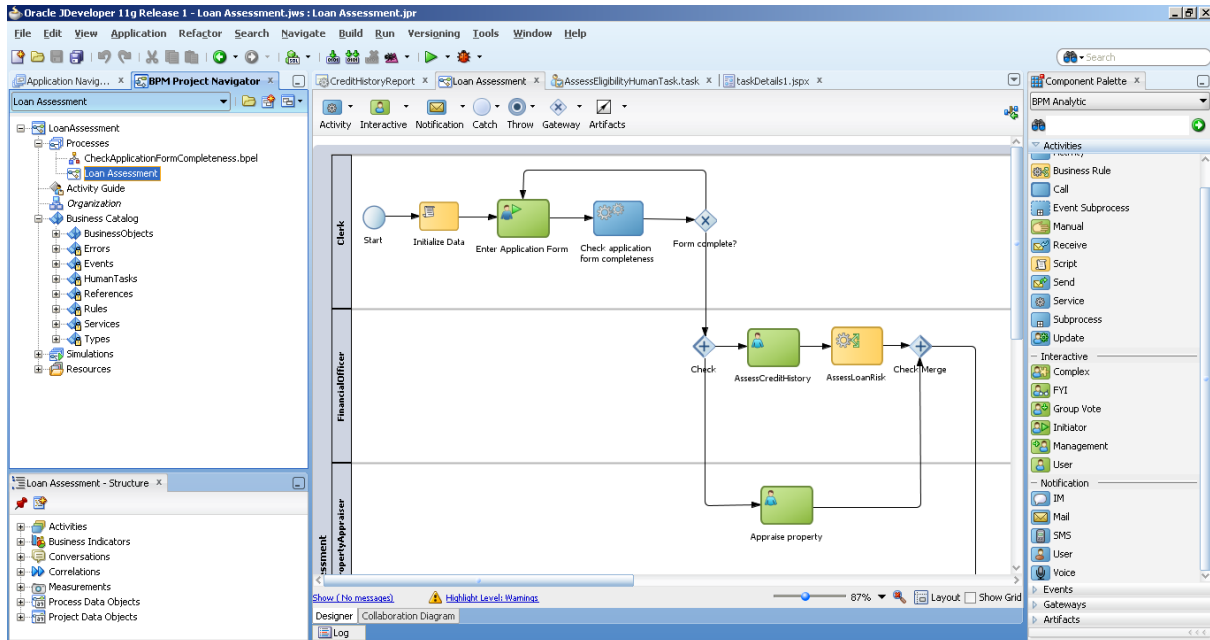 Oracle JDeveloper 11g Release 1 - Loan Assessment.jws : Loan Assessment.jpr
File Edit View Application Refactor Search Navigate Build Run Versioning Tools Window Help
Search
Application Navig...
BPM Project Navigator
Loan Assessment
LoanAssessment
Processes
CheckApplicationFormCompleteness.bpel
Loan Assessment
Activity Guide
Organization
Business Catalog
BusinessObjects
Errors
Events
HumanTasks
References
Rules
Services
Types
Simulations
Resources
Loan Assessment - Structure
Activities
Business Indicators
Conversations
Correlations
Measurements
Process Data Objects
Project Data Objects
CreditHistoryReport
Loan Assessment
AssessEligibilityHumanTask.task
taskDetails1.jspx
Activity Interactive Notification Catch Throw Gateway Artifacts
Clerk
Start
Initialize Data
Enter Application Form
Check application
form completeness
Form complete?
FinancialOfficer
Check
AssessCreditHistory
AssessLoanRisk
Check Merge
ssment
ropertyAppraiser
Appraise property
Show ( No messages)
Highlight Level: Warnings
87%
Layout
Show Grid
Designer
Collaboration Diagram
Log
Component Palette
BPM Analytic
Activities
Business Rule
Call
Event Subprocess
Manual
Receive
Script
Send
Service
Subprocess
Update
Interactive
Complex
FYI
Group Vote
Initiator
Management
User
Notification
IM
Mail
SMS
User
Voice
Events
Gateways
Artifacts